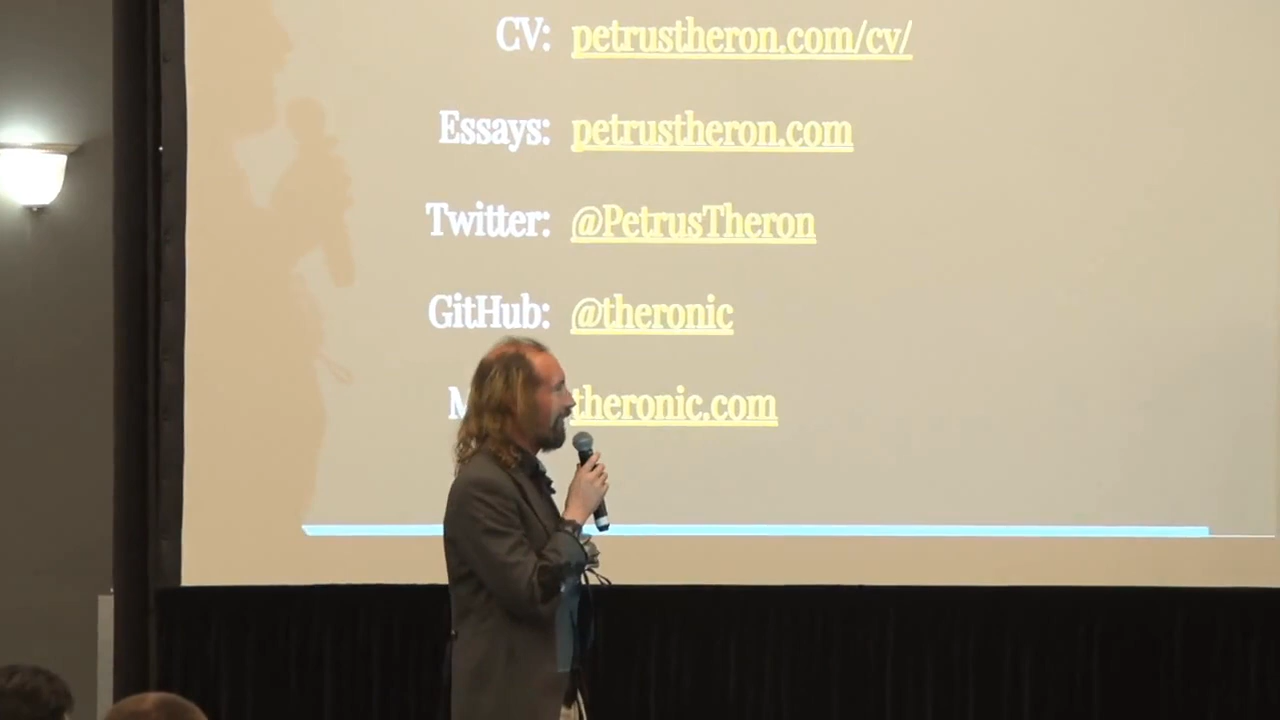 CV: petrustheron.com/cv/
Essays: petrustheron.com
Twitter: @PetrusTheron
GitHub: @theronic
theronic.com